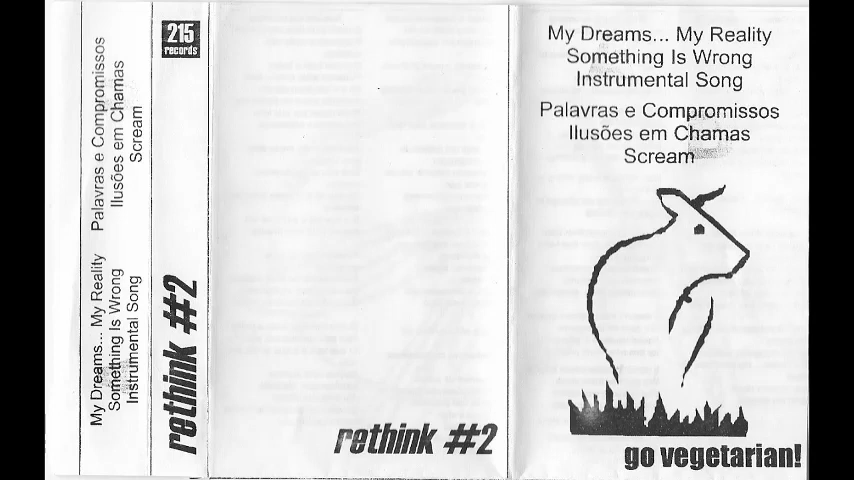 My Dreams... My Reality
Something Is Wrong
Instrumental Song
Palavras e Compromissos
Ilusões em Chamas
Scream
215
records
rethink #2
rethink #2
My Dreams... My Reality
Something Is Wrong
Instrumental Song
Palavras e Compromissos
Ilusões em Chamas
Scream
go vegetarian!